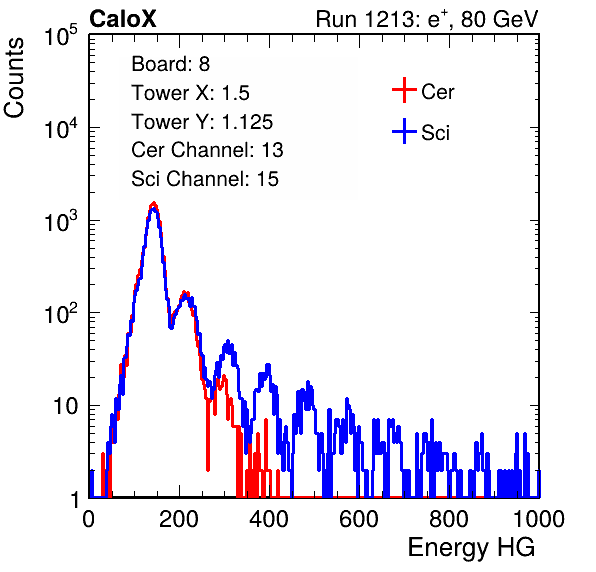 CaloX Run 1213: e⁺, 80 GeV
Counts
Board: 8
Tower X: 1.5
Tower Y: 1.125
Cer Channel: 13
Sci Channel: 15
Cer
Sci
10⁵
10⁴
10³
10²
10
1
0 200 400 600 800 1000
Energy HG